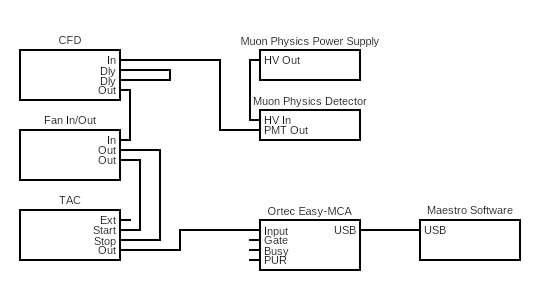 CFD
In
Dly
Dly
Out
Muon Physics Power Supply
HV Out
Muon Physics Detector
HV In
PMT Out
Fan In/Out
In
Out
Out
TAC
Ext
Start
Stop
Out
Ortec Easy-MCA
Input
Gate
Busy
PUR
USB
Maestro Software
USB